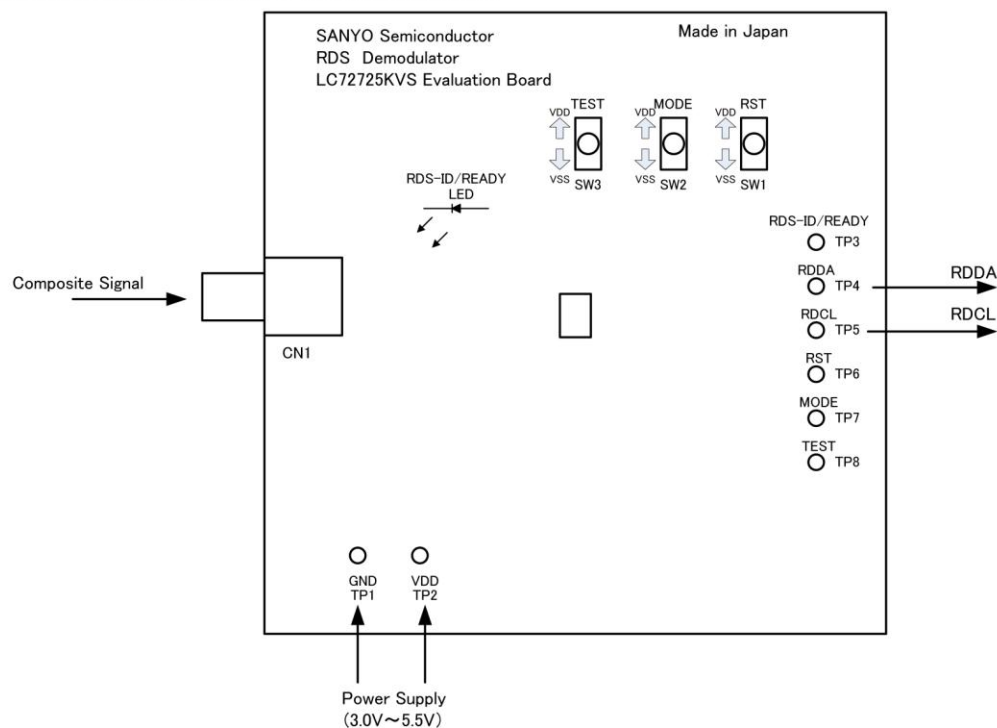 SANYO Semiconductor
RDS Demodulator
LC72725KVS Evaluation Board
Made in Japan
TEST
MODE
RST
VDD
VDD
VDD
VSS
VSS
VSS
SW3
SW2
SW1
RDS-ID/READY
LED
RDS-ID/READY
TP3
RDDA
TP4
RDDA
RDCL
TP5
RDCL
RST
TP6
MODE
TP7
TEST
TP8
Composite Signal
CN1
GND
TP1
VDD
TP2
Power Supply
(3.0V～5.5V)